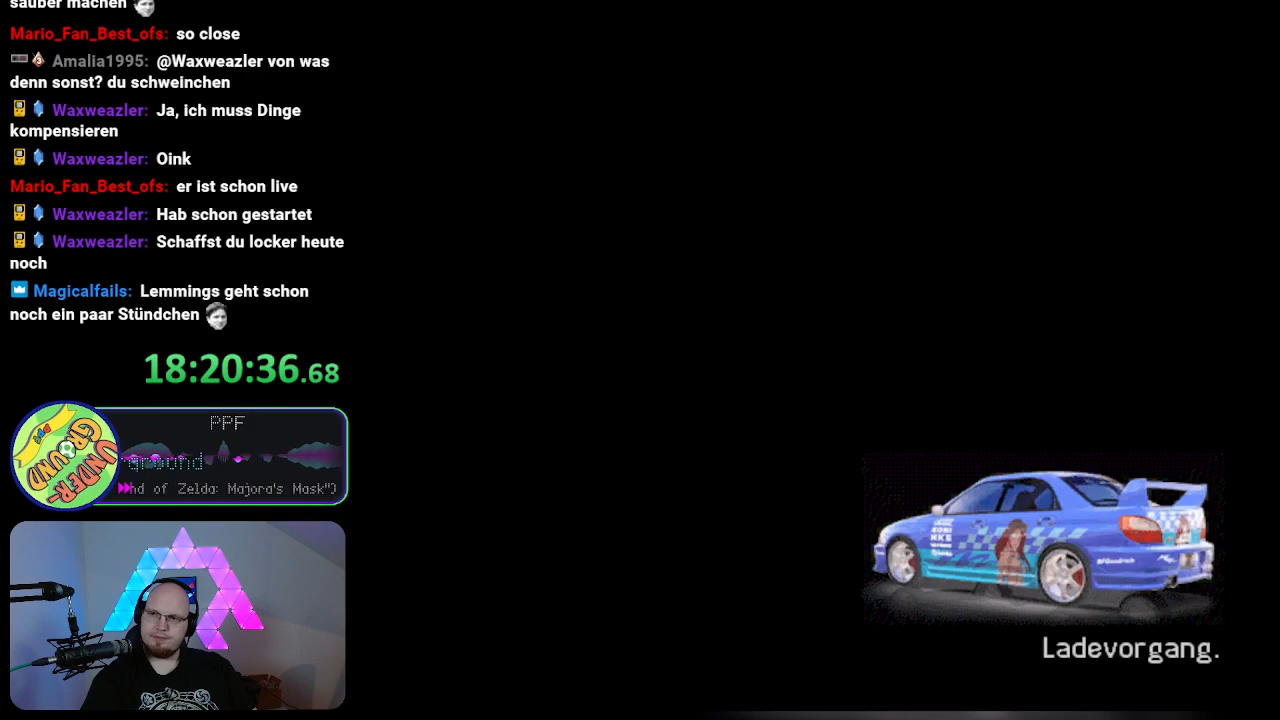 sauber machen
Mario_Fan_Best_ofs: so close
Amalia1995: @Waxweazler von was
denn sonst? du schweinchen
Waxweazler: Ja, ich muss Dinge
kompensieren
Waxweazler: Oink
Mario_Fan_Best_ofs: er ist schon live
Waxweazler: Hab schon gestartet
Waxweazler: Schaffst du locker heute
noch
Magicalfails: Lemmings geht schon
noch ein paar Stündchen
18:20:36.68
PPF
ground
nd of Zelda: Majora's Mask")
UNDER-
GROUND
Ladevorgang.